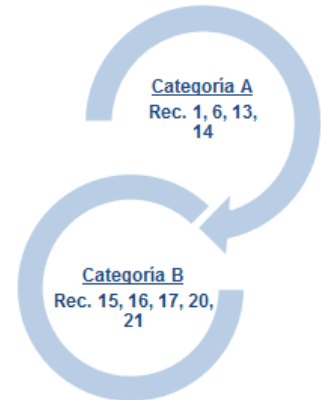 Categoría A
Rec. 1, 6, 13,
14
Categoría B
Rec. 15, 16, 17, 20,
21